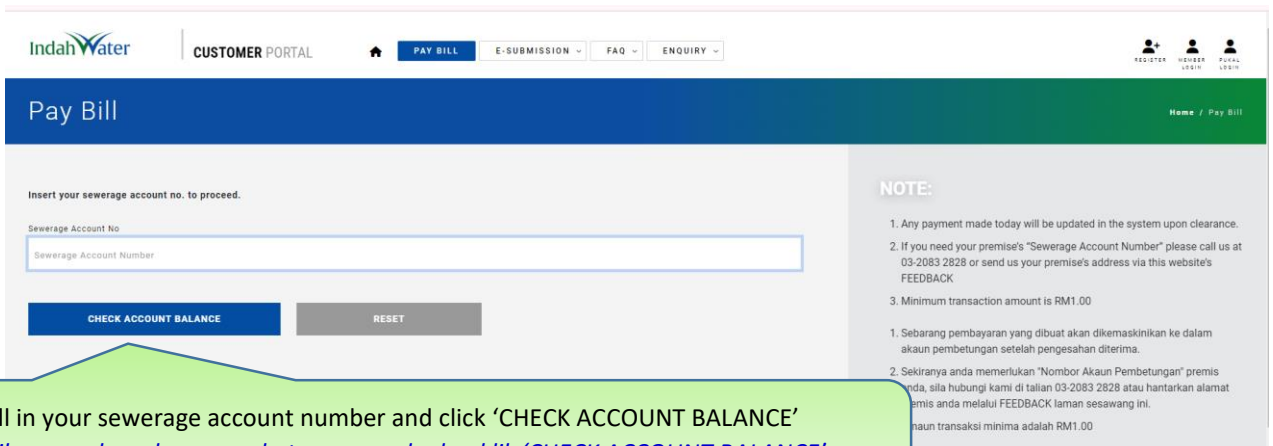 IndahWater
CUSTOMER PORTAL
PAY BILL
E-SUBMISSION
FAQ
ENQUIRY
REGISTER
MEMBER LOGIN
PUKAL LOGIN
Pay Bill
Home / Pay Bill
Insert your sewerage account no. to proceed.
Sewerage Account No
Sewerage Account Number
CHECK ACCOUNT BALANCE
RESET
NOTE:
1. Any payment made today will be updated in the system upon clearance.
2. If you need your premise's "Sewerage Account Number" please call us at
03-2083 2828 or send us your premise's address via this website's
FEEDBACK
3. Minimum transaction amount is RM1.00
1. Sebarang pembayaran yang dibuat akan dikemaskinikan ke dalam
akaun pembetungan setelah pengesahan diterima.
2. Sekiranya anda memerlukan "Nombor Akaun Pembetungan" premis
anda, sila hubungi kami di talian 03-2083 2828 atau hantarkan alamat
premis anda melalui FEEDBACK laman sesawang ini.
transaksi minima adalah RM1.00
in your sewerage account number and click 'CHECK ACCOUNT BALANCE'